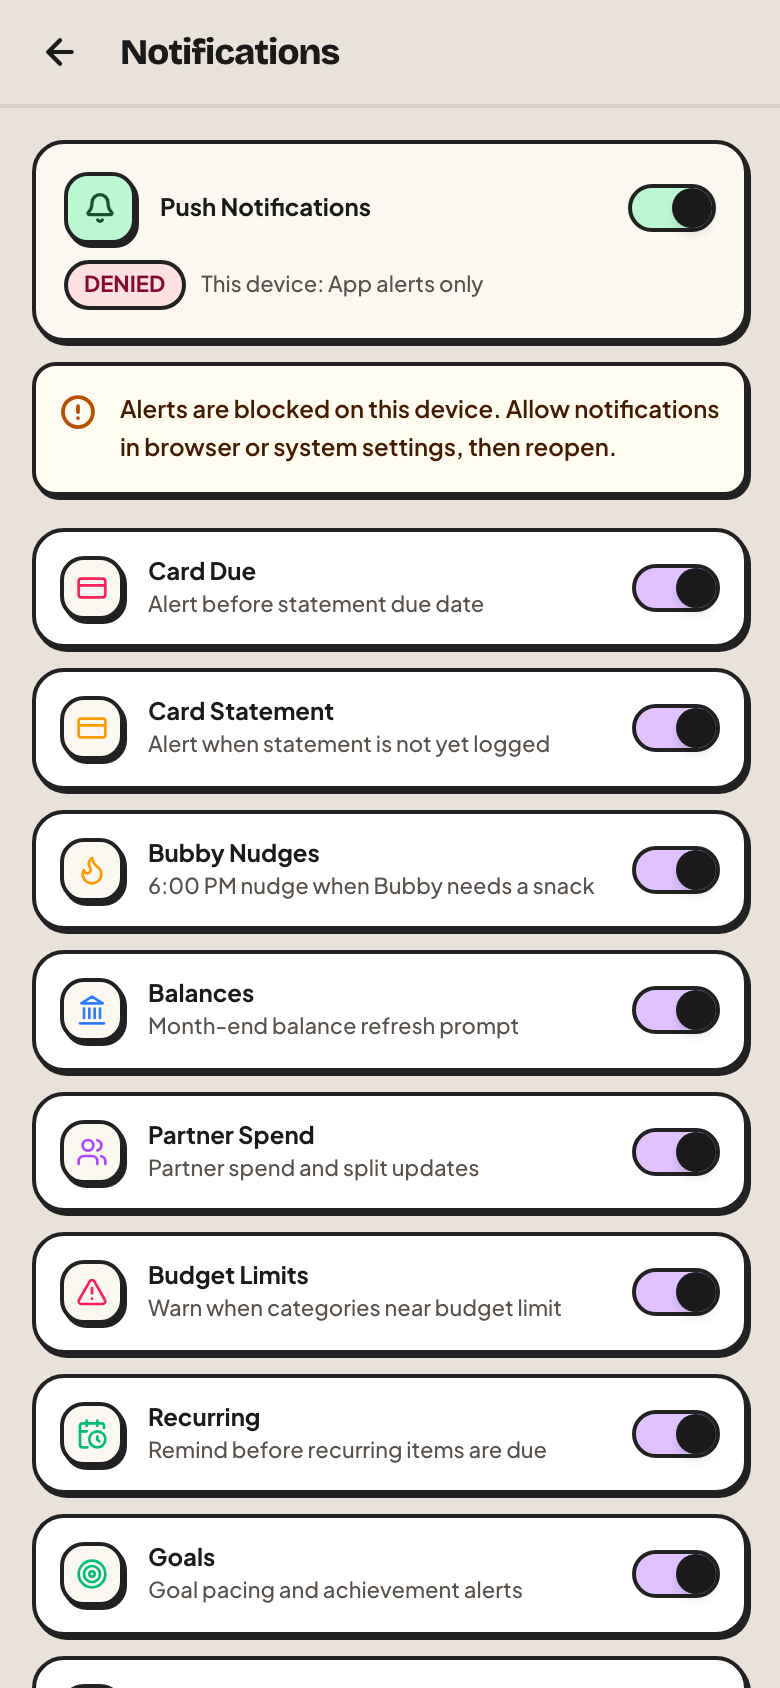 Notifications
Push Notifications
DENIED This device: App alerts only
Alerts are blocked on this device. Allow notifications
in browser or system settings, then reopen.
Card Due
Alert before statement due date
Card Statement
Alert when statement is not yet logged
Bubby Nudges
6:00 PM nudge when Bubby needs a snack
Balances
Month-end balance refresh prompt
Partner Spend
Partner spend and split updates
Budget Limits
Warn when categories near budget limit
Recurring
Remind before recurring items are due
Goals
Goal pacing and achievement alerts